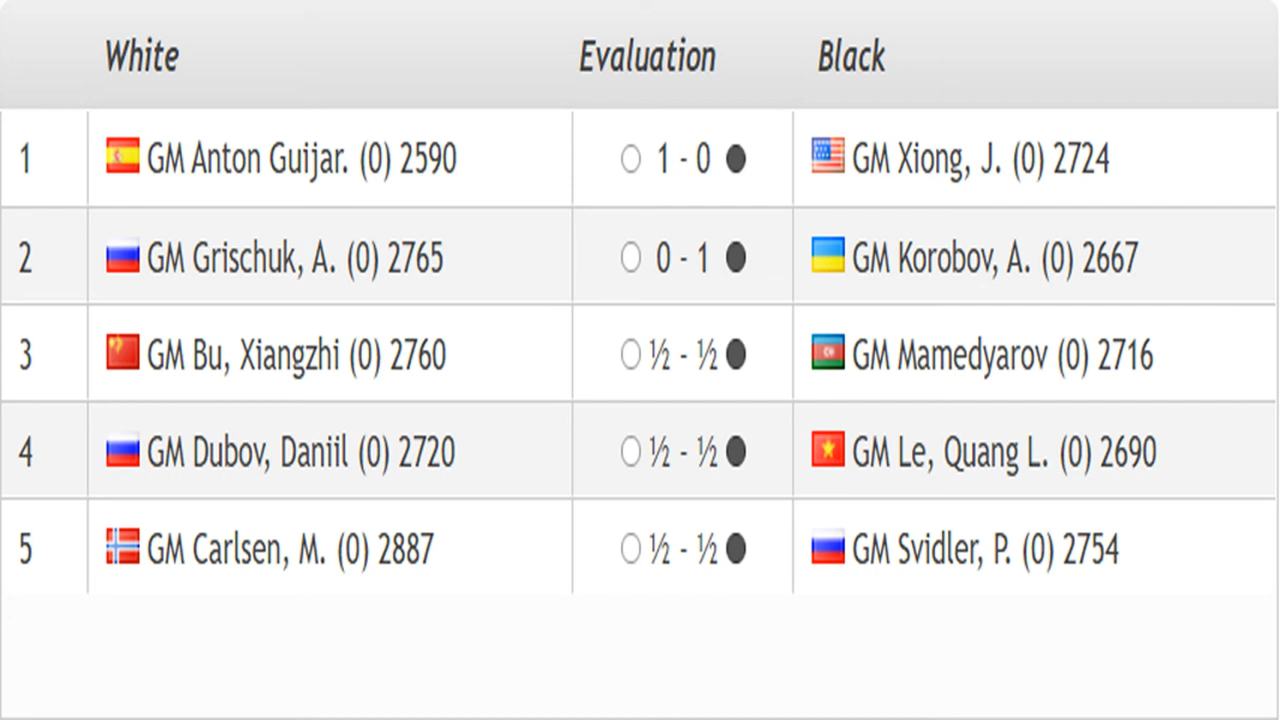 White Evaluation Black
1 GM Anton Guijar. (0) 2590 1 - 0 GM Xiong, J. (0) 2724
2 GM Grischuk, A. (0) 2765 0 - 1 GM Korobov, A. (0) 2667
3 GM Bu, Xiangzhi (0) 2760 ½ - ½ GM Mamedyarov (0) 2716
4 GM Dubov, Daniil (0) 2720 ½ - ½ GM Le, Quang L. (0) 2690
5 GM Carlsen, M. (0) 2887 ½ - ½ GM Svidler, P. (0) 2754